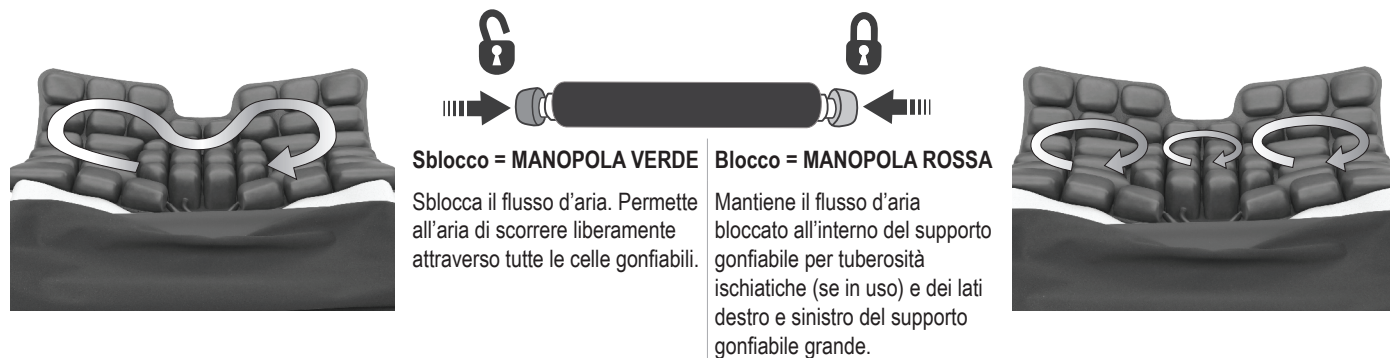 Sblocco = MANOPOLA VERDE
Sblocca il flusso d'aria. Permette
all'aria di scorrere liberamente
attraverso tutte le celle gonfiabili.
Blocco = MANOPOLA ROSSA
Mantiene il flusso d'aria
bloccato all'interno del supporto
gonfiabile per tuberosità
ischiatiche (se in uso) e dei lati
destro e sinistro del supporto
gonfiabile grande.